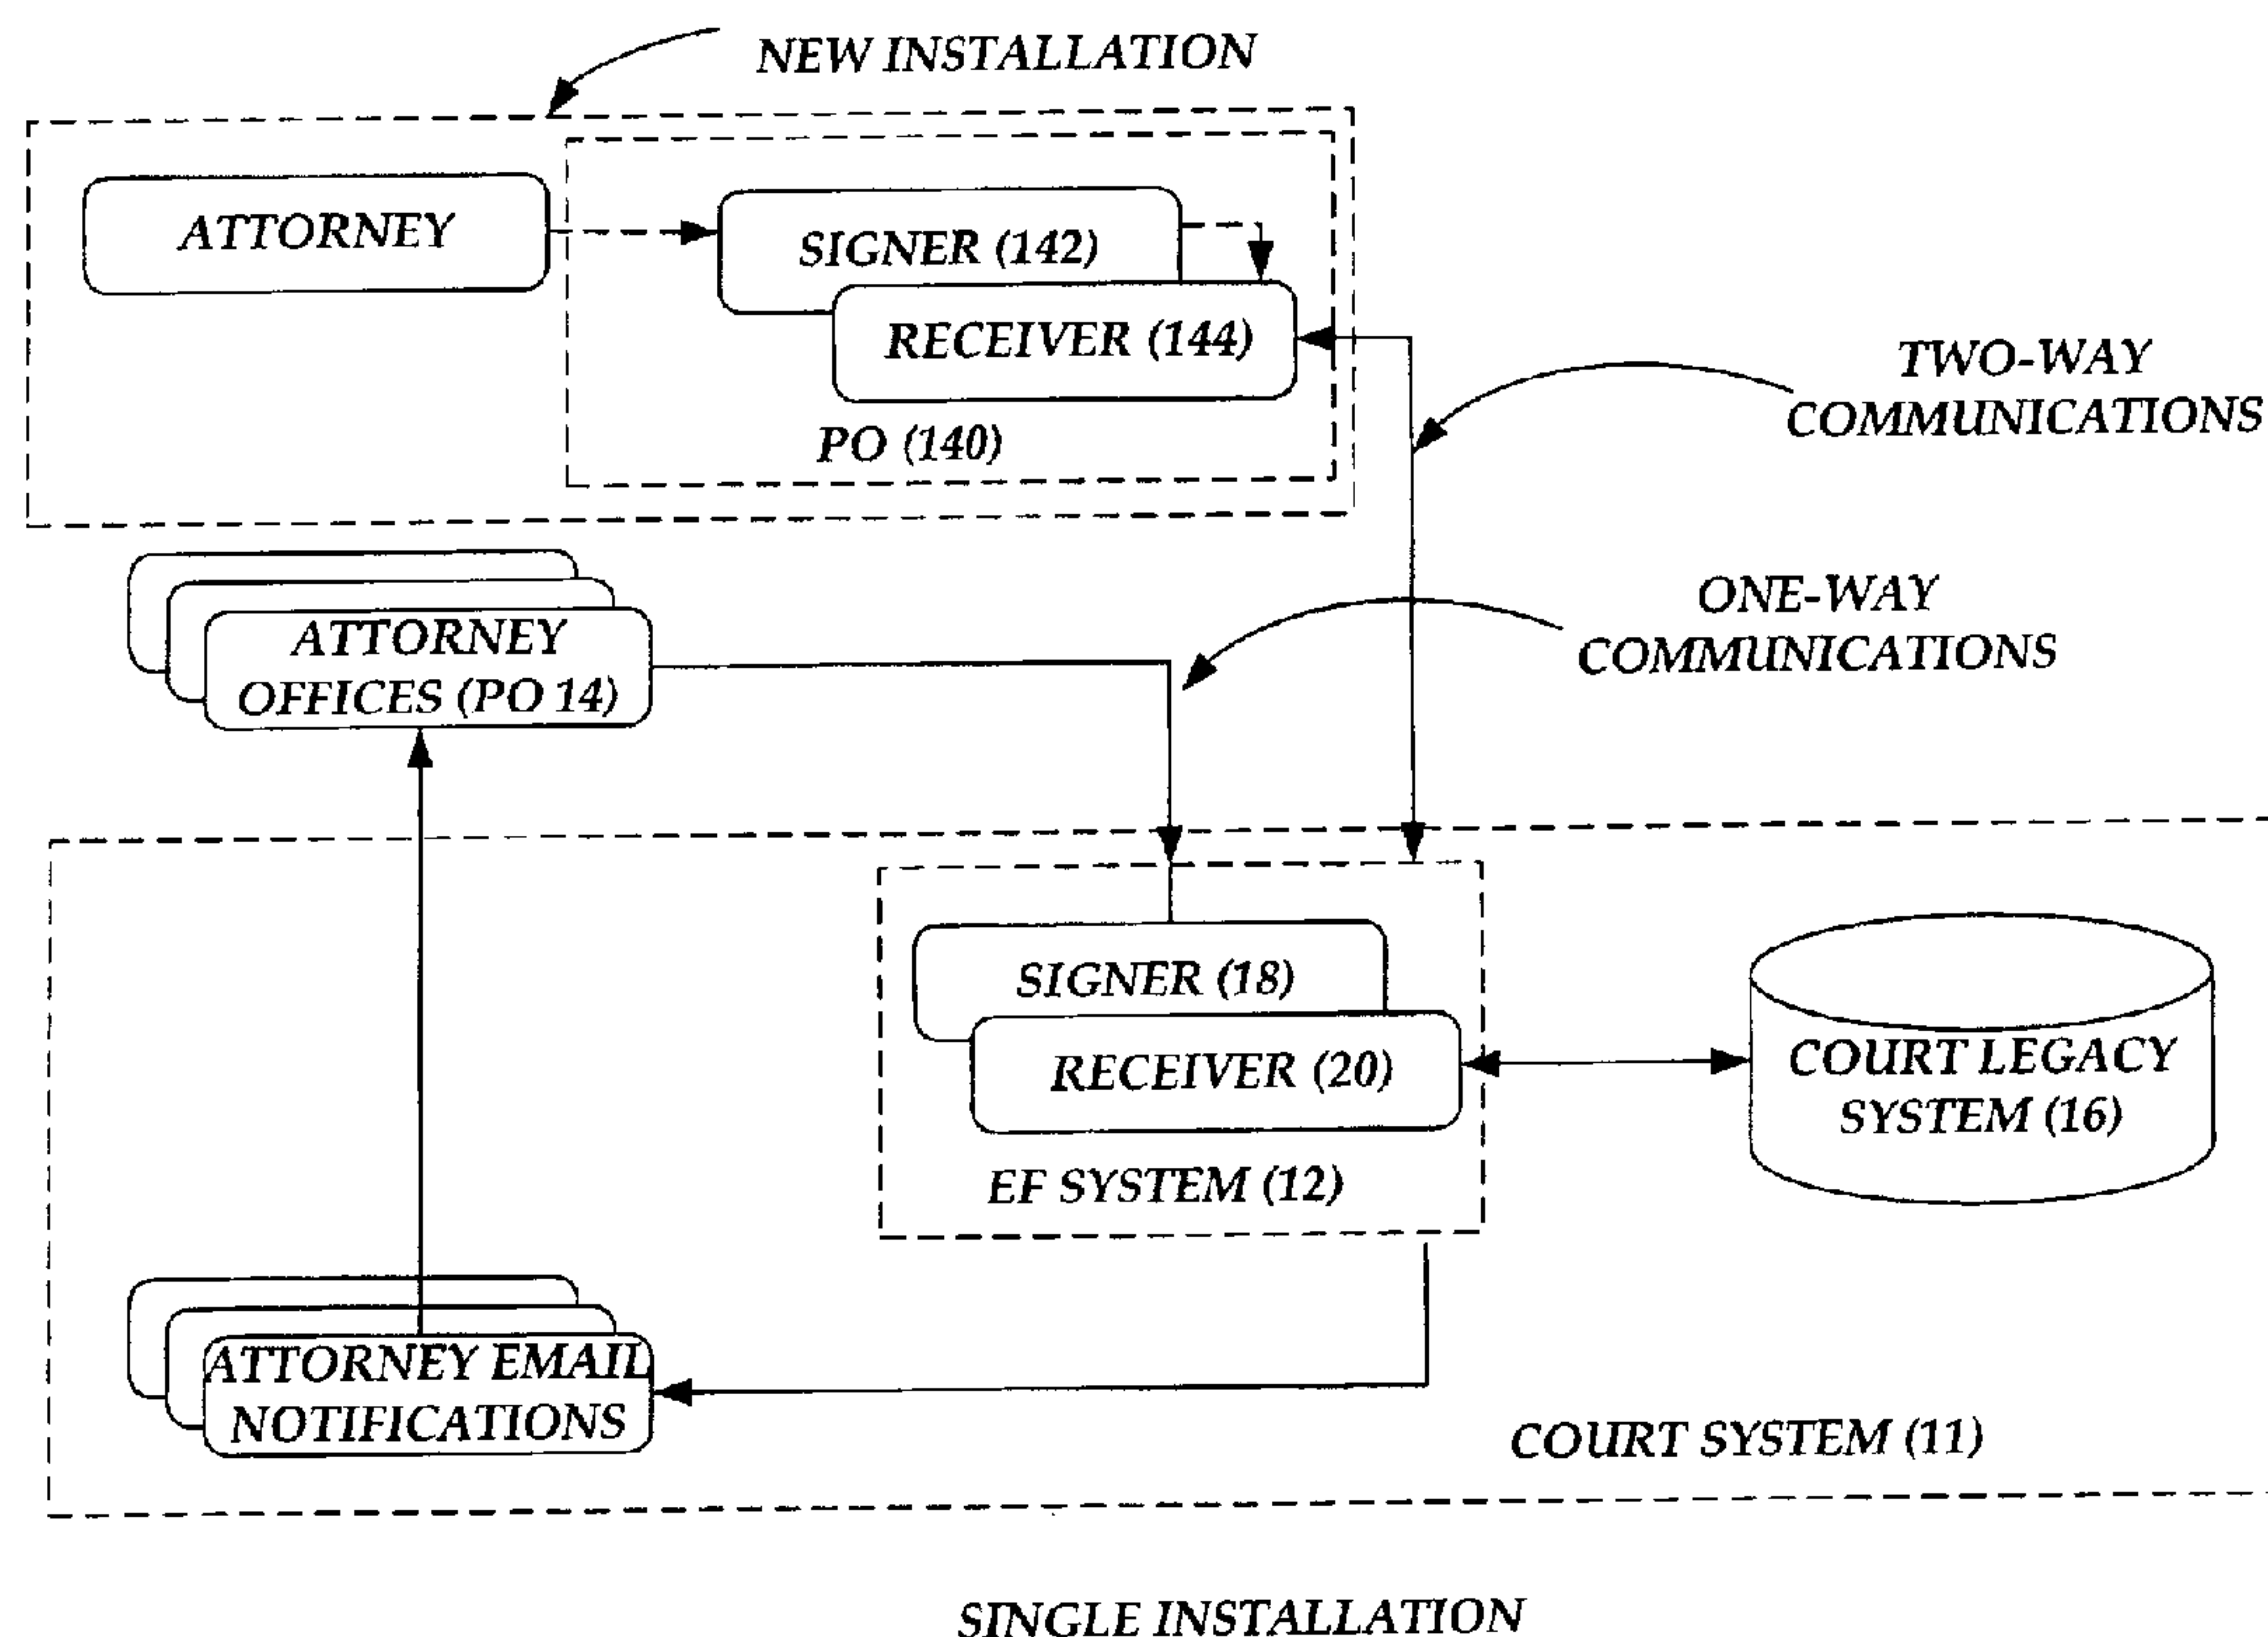 NEW INSTALLATION
ATTORNEY
SIGNER (142)
RECEIVER (144)
PO (140)
TWO-WAY
COMMUNICATIONS
ONE-WAY
COMMUNICATIONS
ATTORNEY
OFFICES (PO 14)
SIGNER (18)
RECEIVER (20)
EF SYSTEM (12)
COURT LEGACY
SYSTEM (16)
ATTORNEY EMAIL
NOTIFICATIONS
COURT SYSTEM (11)
SINGLE INSTALLATION